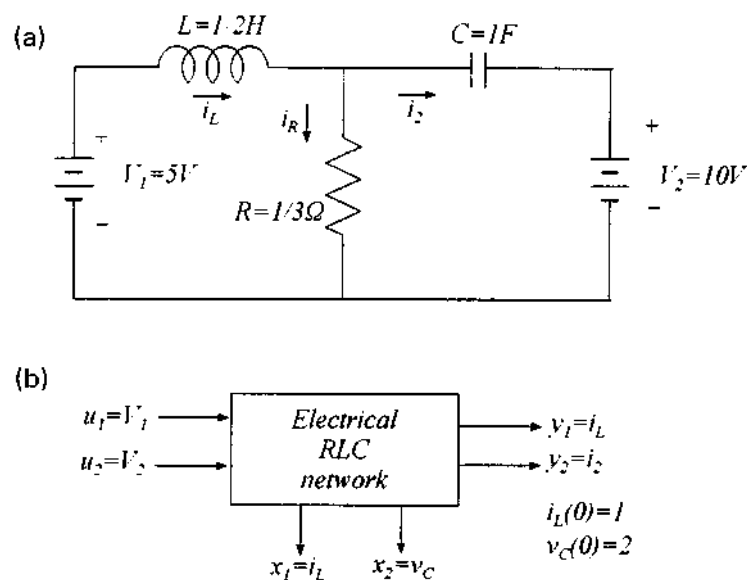 (a)
L=1/2H
C=1F
i_L
i_R
i_2
+
+
V_1=5V
V_2=10V
R=1/3Ω
−
−
(b)
u_1=V_1
Electrical
RLC
network
y_1=i_L
u_2=V_2
y_2=i_2
i_L(0)=1
v_C(0)=2
x_1=i_L
x_2=v_C